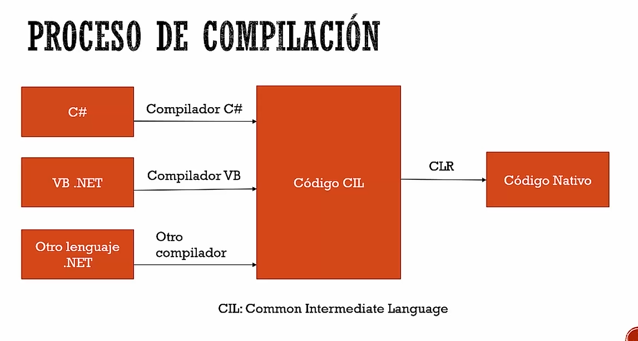 PROCESO DE COMPILACIÓN
C#
Compilador C#
VB .NET
Compilador VB
Otro lenguaje
.NET
Otro
compilador
Código CIL
CLR
Código Nativo
CIL: Common Intermediate Language